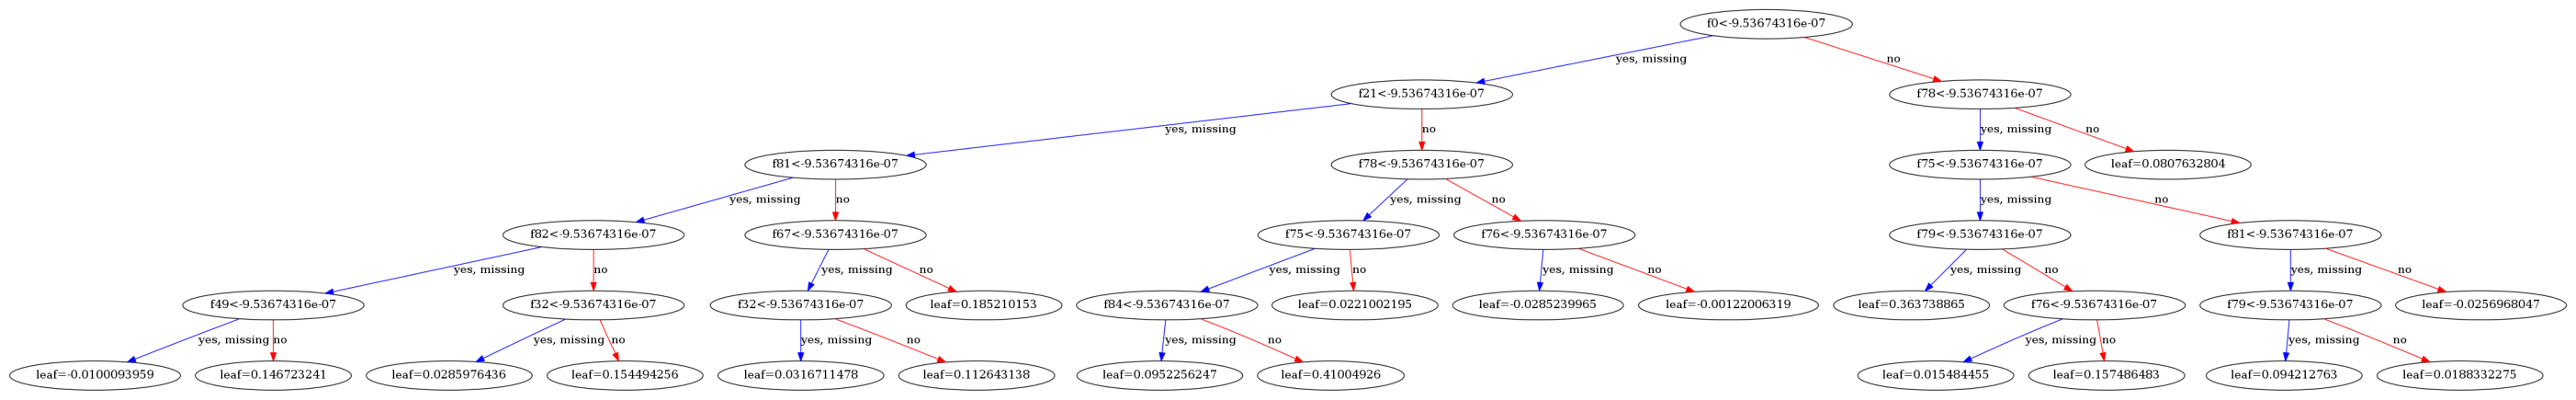 f0<-9.53674316e-07
yes, missing
no
f21<-9.53674316e-07
f78<-9.53674316e-07
yes, missing
no
yes, missing
no
f81<-9.53674316e-07
f78<-9.53674316e-07
f75<-9.53674316e-07
leaf=0.0807632804
yes, missing
no
yes, missing
no
yes, missing
no
f82<-9.53674316e-07
f67<-9.53674316e-07
f75<-9.53674316e-07
f76<-9.53674316e-07
f79<-9.53674316e-07
f81<-9.53674316e-07
yes, missing
no
yes, missing
no
yes, missing
no
yes, missing
no
yes, missing
no
yes, missing
no
f49<-9.53674316e-07
f32<-9.53674316e-07
f32<-9.53674316e-07
leaf=0.185210153
f84<-9.53674316e-07
leaf=0.0221002195
leaf=-0.0285239965
leaf=-0.00122006319
leaf=0.363738865
f76<-9.53674316e-07
f79<-9.53674316e-07
leaf=-0.0256968047
yes, missing
no
yes, missing
no
yes, missing
no
yes, missing
no
yes, missing
no
yes, missing
no
leaf=-0.0100093959
leaf=0.146723241
leaf=0.0285976436
leaf=0.154494256
leaf=0.0316711478
leaf=0.112643138
leaf=0.0952256247
leaf=0.41004926
leaf=0.015484455
leaf=0.157486483
leaf=0.094212763
leaf=0.0188332275